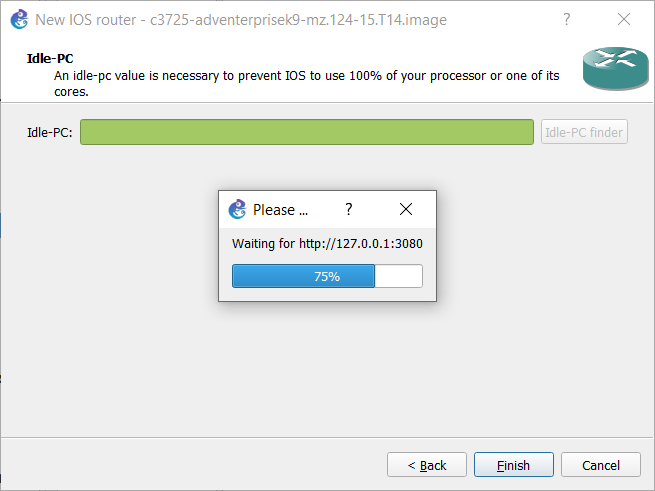 New IOS router - c3725-adventerprisek9-mz.124-15.T14.image
Idle-PC
An idle-pc value is necessary to prevent IOS to use 100% of your processor or one of its
cores.
Idle-PC:
Idle-PC finder
Please ...
Waiting for http://127.0.0.1:3080
75%
< Back
Finish
Cancel